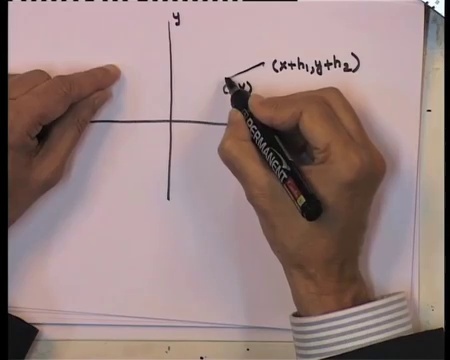 y
(x+h₁, y+h₂)
PERMANENT